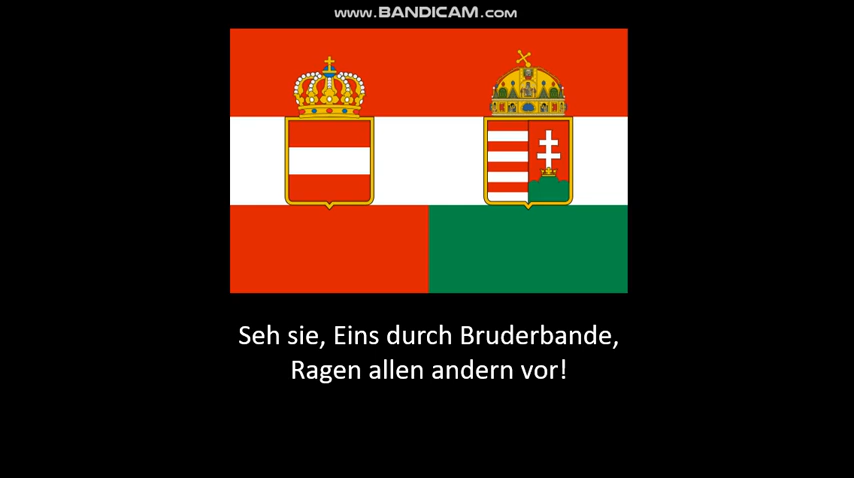 www.BANDICAM.com
Seh sie, Eins durch Bruderbande,
Ragen allen andern vor!